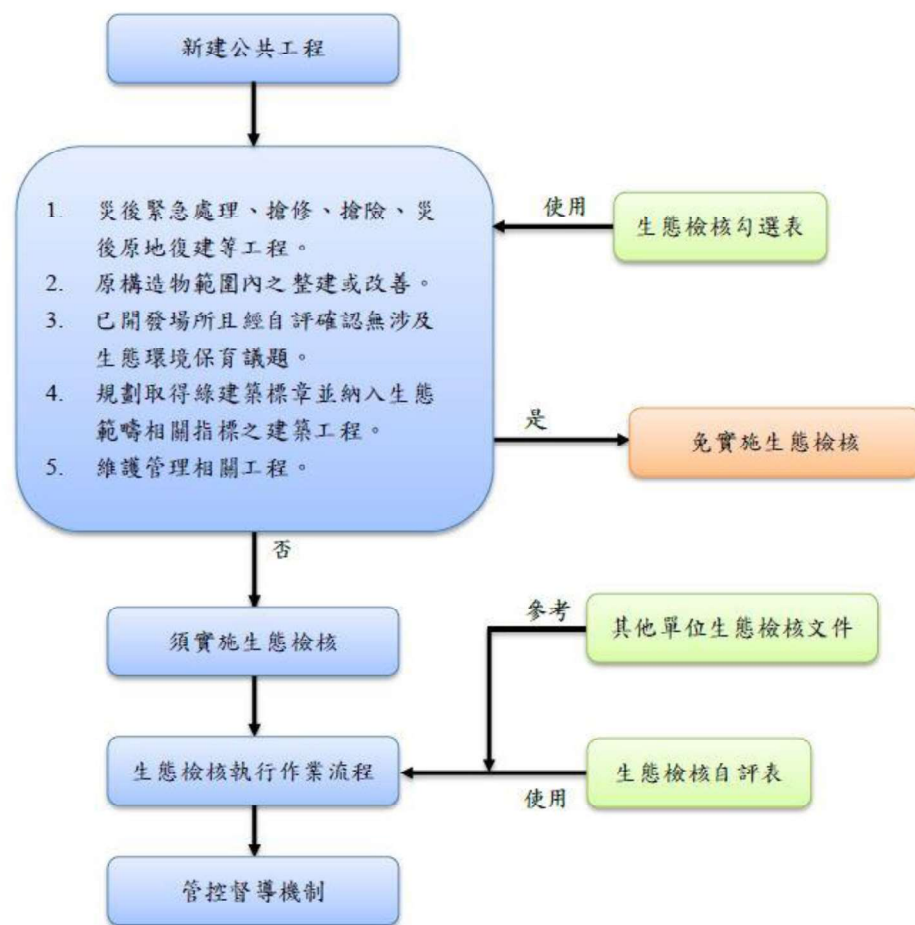 新建公共工程
1. 災後緊急處理、搶修、搶險、災
後原地復建等工程。
2. 原構造物範圍內之整建或改善。
3. 已開發場所且經自評確認無涉及
生態環境保育議題。
4. 規劃取得綠建築標章並納入生態
範疇相關指標之建築工程。
5. 維護管理相關工程。
使用
生態檢核勾選表
是
免實施生態檢核
否
須實施生態檢核
參考
其他單位生態檢核文件
生態檢核執行作業流程
使用
生態檢核自評表
管控督導機制